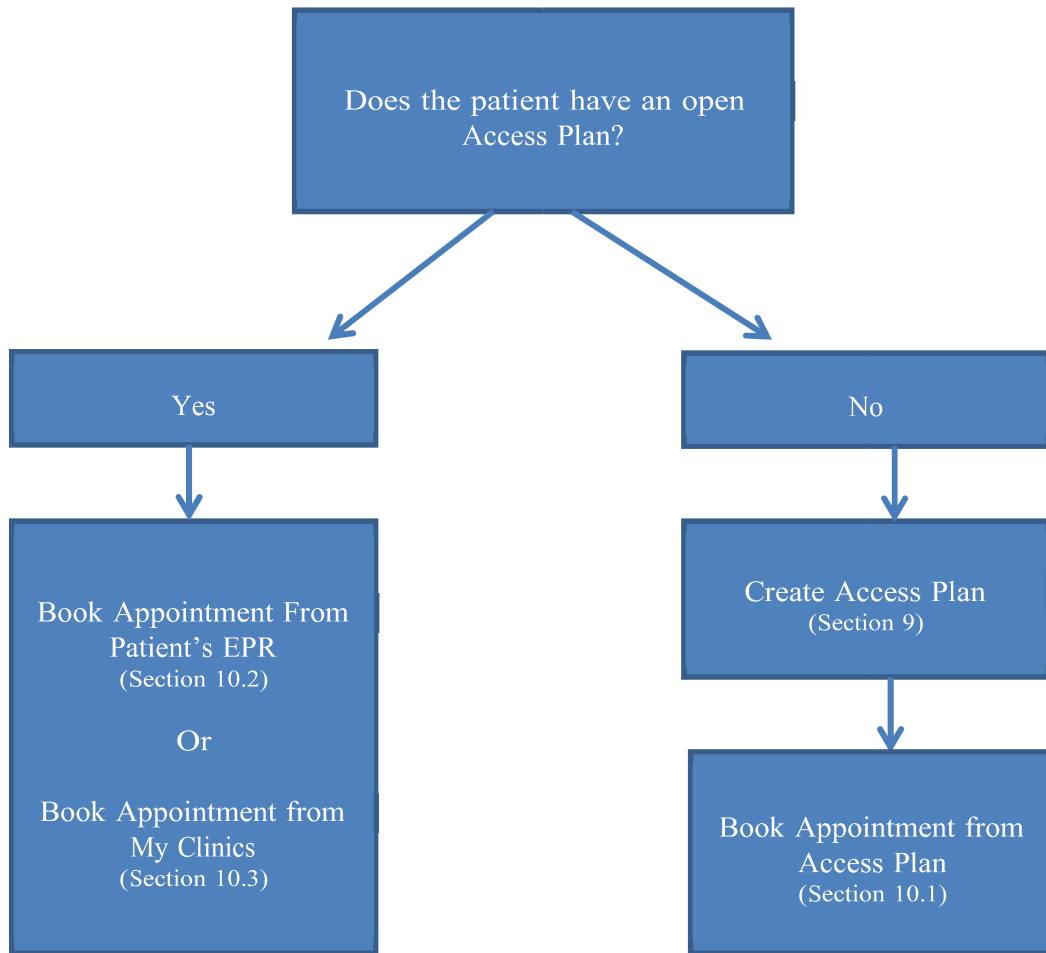 Does the patient have an open
Access Plan?
Yes
No
Book Appointment From
Patient’s EPR
(Section 10.2)
Or
Book Appointment from
My Clinics
(Section 10.3)
Create Access Plan
(Section 9)
Book Appointment from
Access Plan
(Section 10.1)